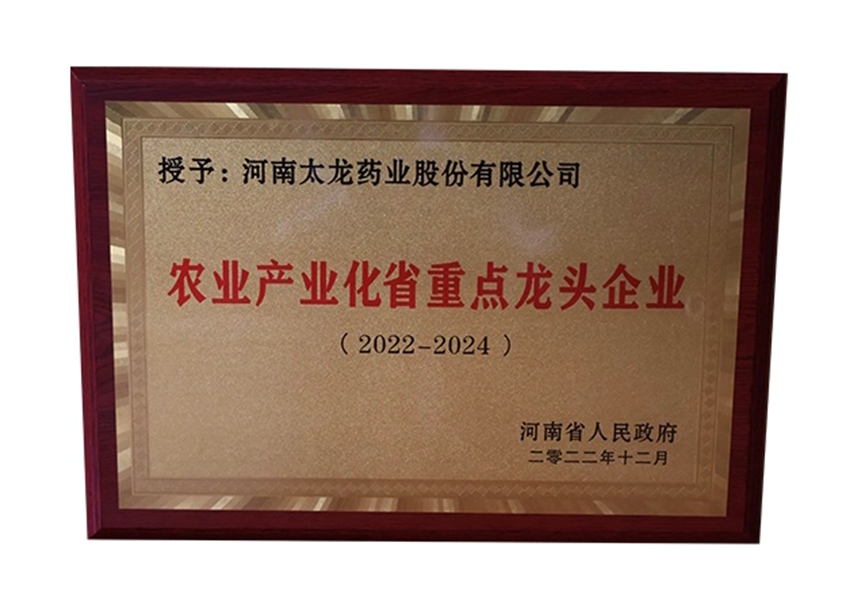 授予：河南太龙药业股份有限公司
农业产业化省重点龙头企业
（2022-2024）
河南省人民政府
二零二二年十二月